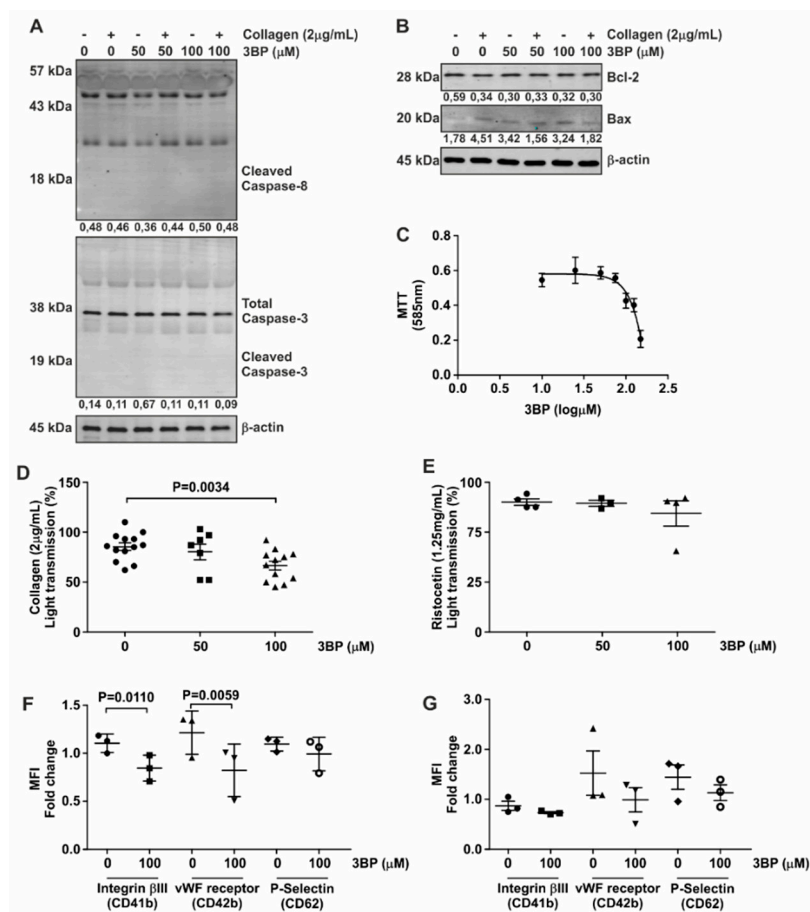 A
- + - + - + Collagen (2µg/mL)
0 0 50 50 100 100 3BP (µM)
57 kDa
43 kDa
18 kDa
Cleaved
Caspase-8
0,48 0,46 0,36 0,44 0,50 0,48
38 kDa
Total
Caspase-3
19 kDa
Cleaved
Caspase-3
0,14 0,11 0,67 0,11 0,11 0,09
45 kDa
β-actin
B
- + - + - + Collagen (2µg/mL)
0 0 50 50 100 100 3BP (µM)
28 kDa Bcl-2
0,59 0,34 0,30 0,33 0,32 0,30
20 kDa Bax
1,78 4,51 3,42 1,56 3,24 1,82
45 kDa β-actin
C
MTT
(585nm)
0.8
0.6
0.4
0.2
0.0
0.0 0.5 1.0 1.5 2.0 2.5
3BP (logµM)
D
Collagen (2µg/mL)
Light transmission (%)
150
100
50
0
P=0.0034
0 50 100 3BP (µM)
E
Ristocetin (1.25mg/mL)
Light transmission (%)
90
75
25
0
0 50 100 3BP (µM)
F
MFI
Fold change
1.5
1.0
0.5
0.0
P=0.0110 P=0.0059
0 100 0 100 0 100 3BP (µM)
Integrin βIII vWF receptor P-Selectin
(CD41b) (CD42b) (CD62)
G
MFI
Fold change
3.0
2.0
1.0
0.0
0 100 0 100 0 100 3BP (µM)
Integrin βIII vWF receptor P-Selectin
(CD41b) (CD42b) (CD62)